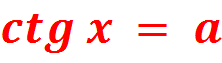 ctg x = a